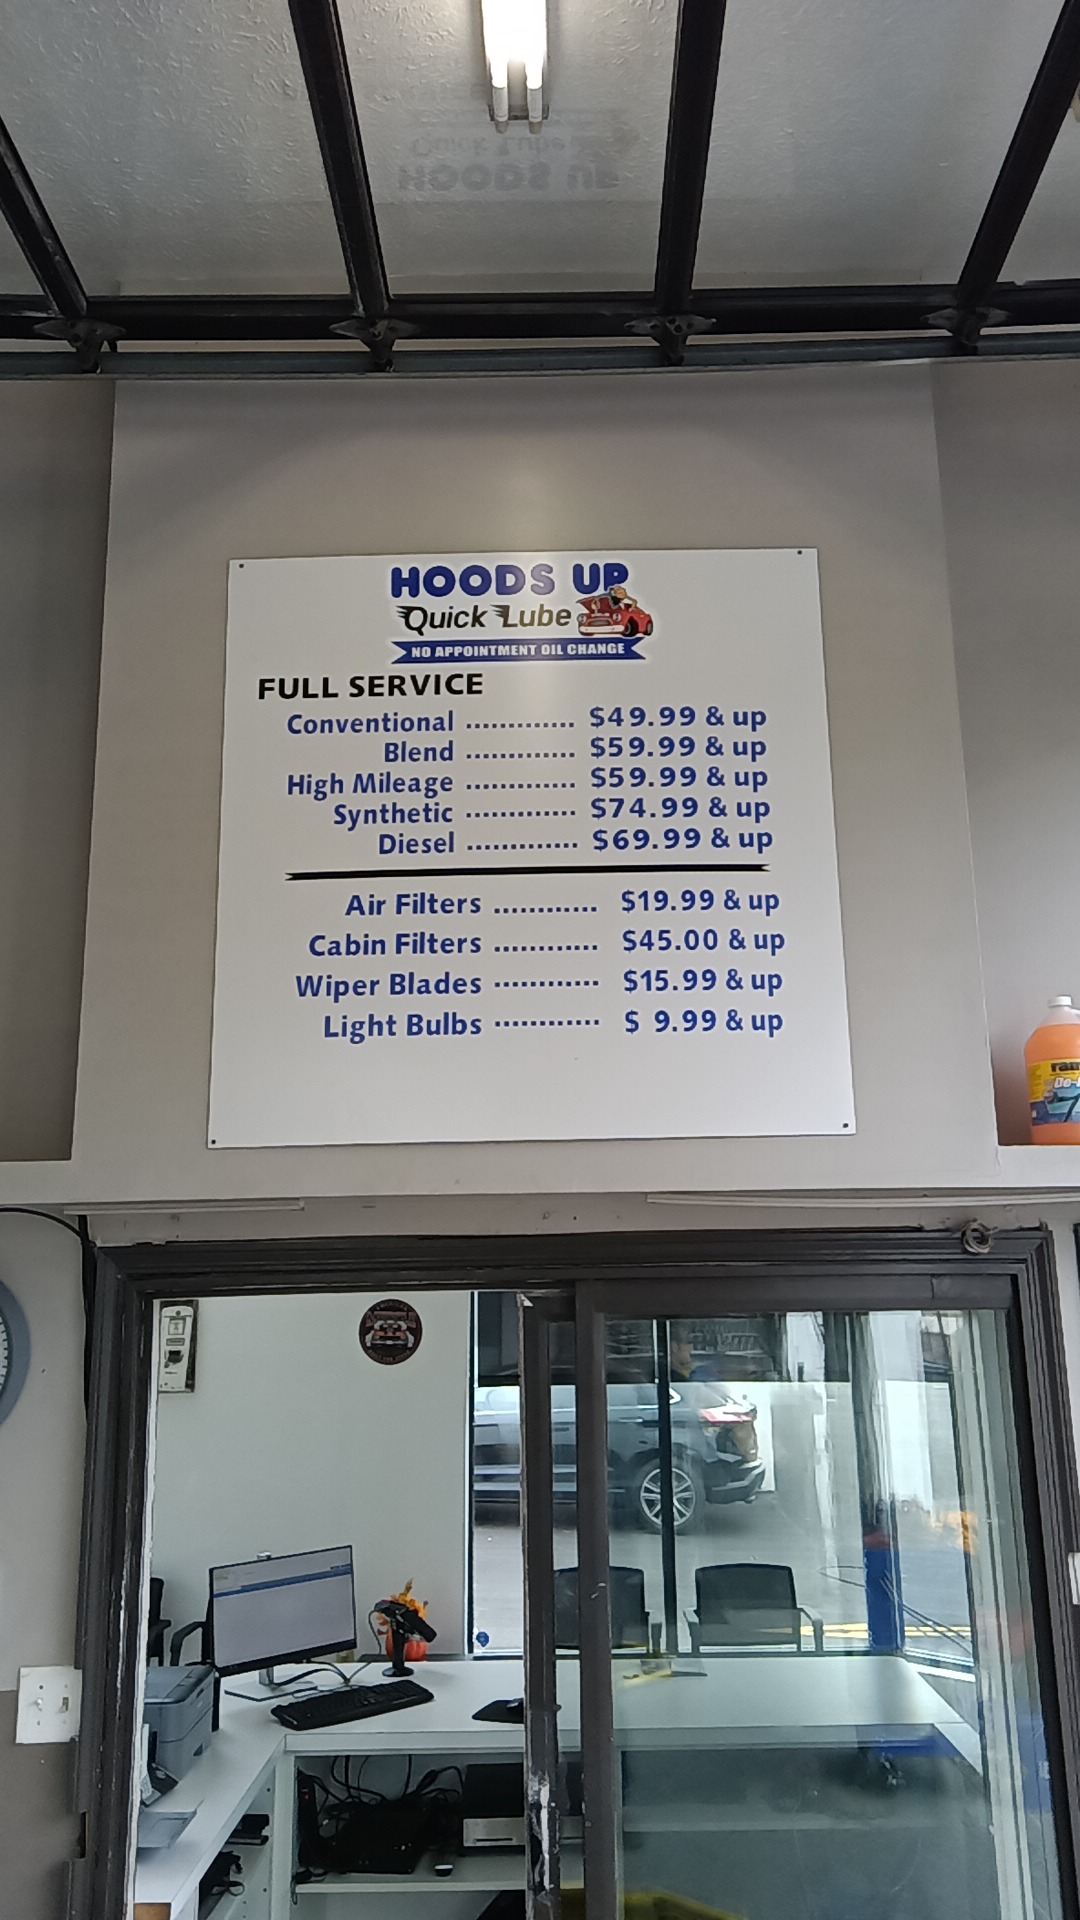 HOODS UP
Quick Lube
NO APPOINTMENT OIL CHANGE
FULL SERVICE
Conventional ............. $49.99 & up
Blend ............. $59.99 & up
High Mileage ............. $59.99 & up
Synthetic ............. $74.99 & up
Diesel ............. $69.99 & up
Air Filters ............ $19.99 & up
Cabin Filters ............ $45.00 & up
Wiper Blades ............ $15.99 & up
Light Bulbs ............ $ 9.99 & up